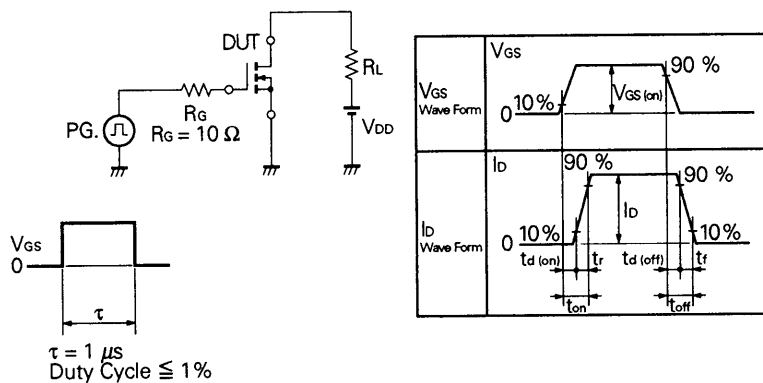 DUT
RL
RG
RG = 10 Ω
PG.
VDD
VGS
0
τ
τ = 1 μs
Duty Cycle ≦ 1%
VGS
Wave Form
VGS
90 %
VGS (on)
10%
0
ID
Wave Form
ID
90 %
90 %
ID
10%
10%
0
td (on)
tr
td (off)
tf
ton
toff